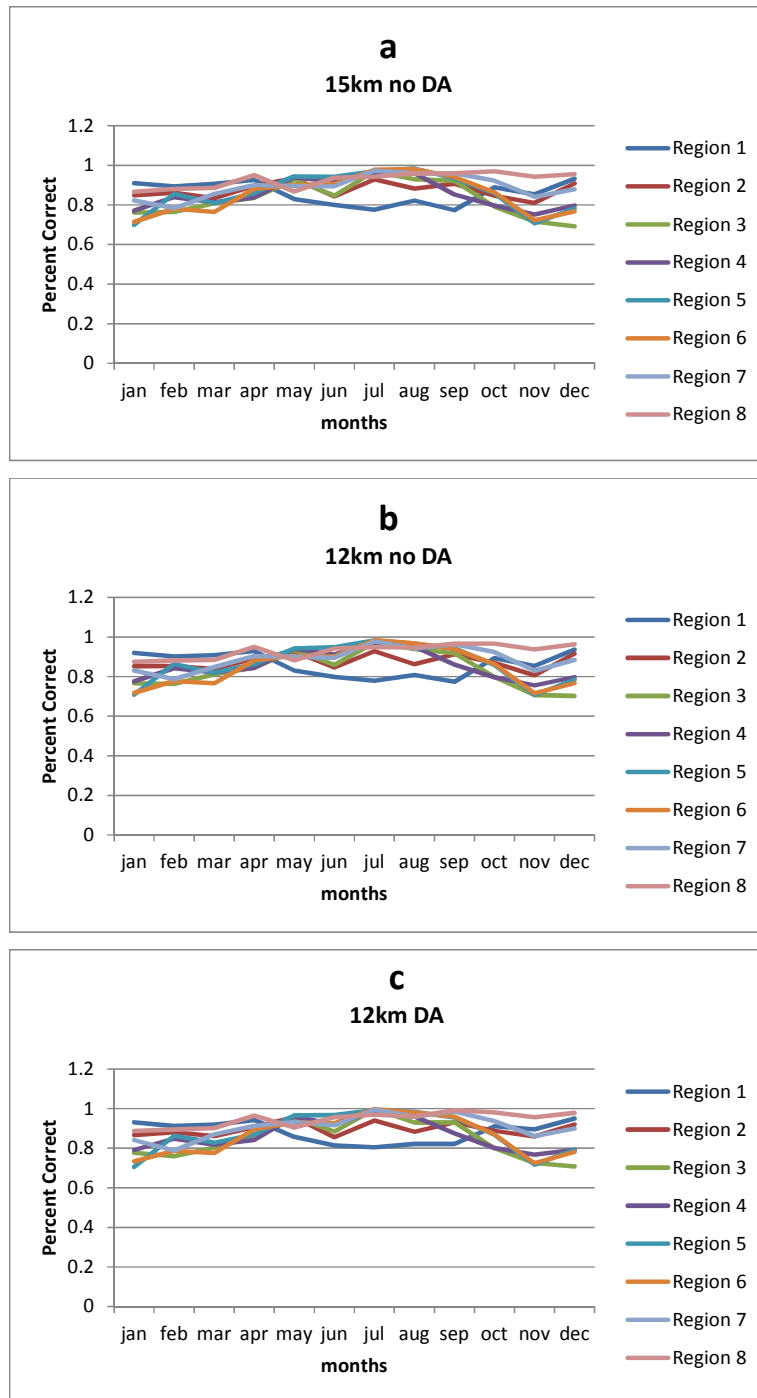 a
15km no DA
1.2
1
0.8
0.6
0.4
0.2
0
Percent Correct
jan feb mar apr may jun jul aug sep oct nov dec
months
Region 1
Region 2
Region 3
Region 4
Region 5
Region 6
Region 7
Region 8
b
12km no DA
1.2
1
0.8
0.6
0.4
0.2
0
Percent Correct
jan feb mar apr may jun jul aug sep oct nov dec
months
Region 1
Region 2
Region 3
Region 4
Region 5
Region 6
Region 7
Region 8
c
12km DA
1.2
1
0.8
0.6
0.4
0.2
0
Percent Correct
jan feb mar apr may jun jul aug sep oct nov dec
months
Region 1
Region 2
Region 3
Region 4
Region 5
Region 6
Region 7
Region 8